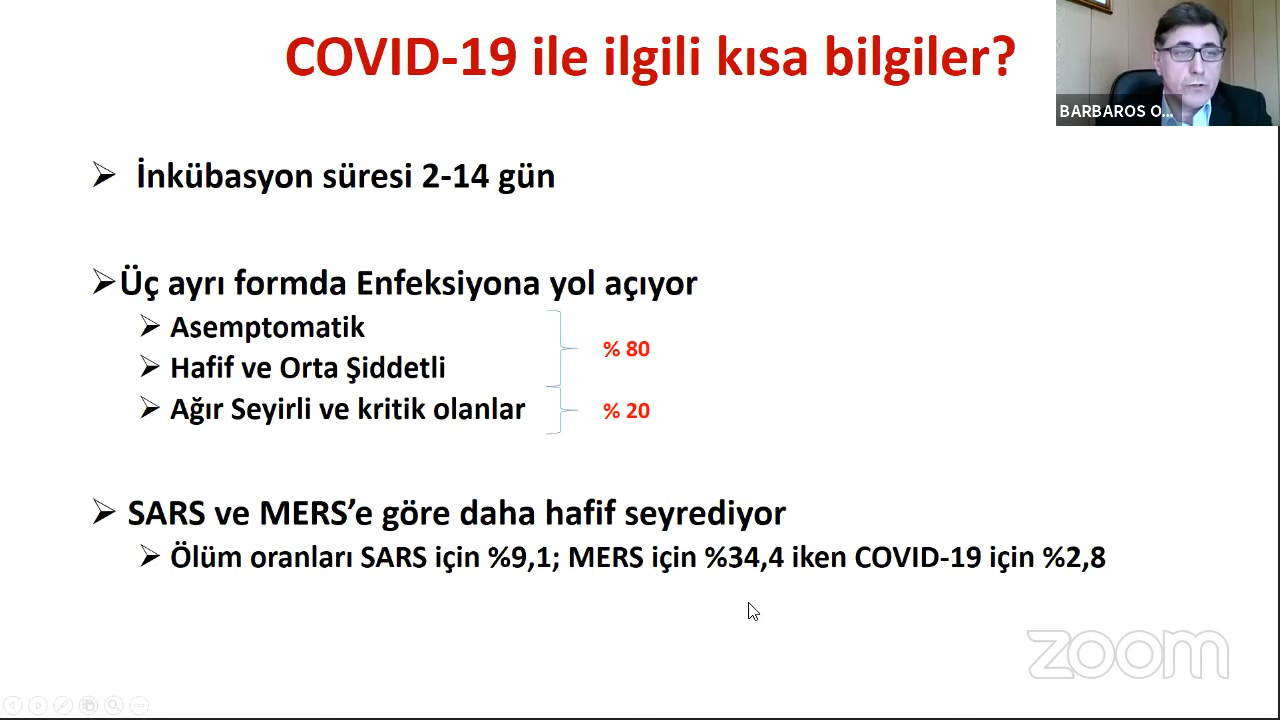 COVID-19 ile ilgili kısa bilgiler?
BARBAROS O...
İnkübasyon süresi 2-14 gün
Üç ayrı formda Enfeksiyona yol açıyor
Asemptomatik
% 80
Hafif ve Orta Şiddetli
Ağır Seyirli ve kritik olanlar
% 20
SARS ve MERS’e göre daha hafif seyrediyor
Ölüm oranları SARS için %9,1; MERS için %34,4 iken COVID-19 için %2,8
zoom